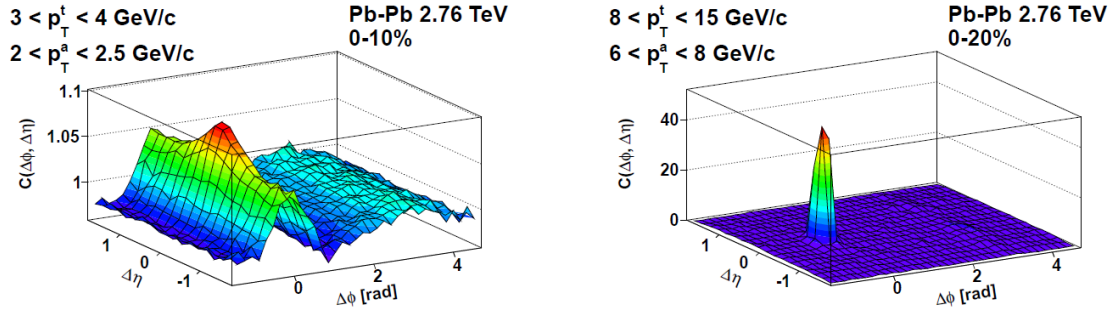 3 < p_T^t < 4 GeV/c
2 < p_T^a < 2.5 GeV/c
Pb-Pb 2.76 TeV
0-10%
C(Δϕ, Δη)
1.1
1.05
1
1
0
-1
Δη
0
2
4
Δϕ [rad]
8 < p_T^t < 15 GeV/c
6 < p_T^a < 8 GeV/c
Pb-Pb 2.76 TeV
0-20%
C(Δϕ, Δη)
40
20
0
1
0
-1
Δη
0
2
4
Δϕ [rad]